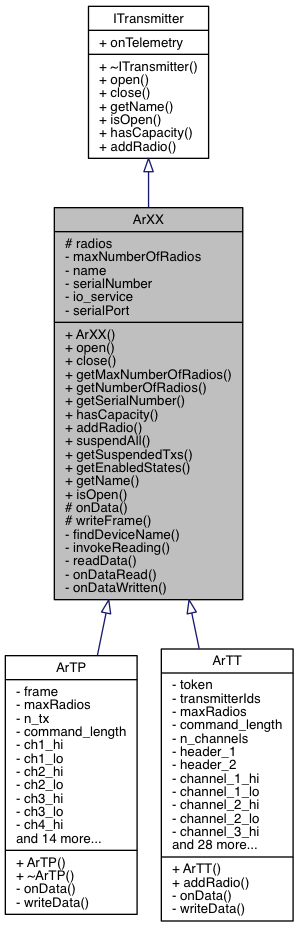 ITransmitter
+ onTelemetry
+ ~ITransmitter()
+ open()
+ close()
+ getName()
+ isOpen()
+ hasCapacity()
+ addRadio()
ArXX
# radios
- maxNumberOfRadios
- name
- serialNumber
- io_service
- serialPort
+ ArXX()
+ open()
+ close()
+ getMaxNumberOfRadios()
+ getNumberOfRadios()
+ getSerialNumber()
+ hasCapacity()
+ addRadio()
+ suspendAll()
+ getSuspendedTxs()
+ getEnabledStates()
+ getName()
+ isOpen()
# onData()
# writeFrame()
- findDeviceName()
- invokeReading()
- readData()
- onDataRead()
- onDataWritten()
ArTP
- frame
- maxRadios
- n_tx
- command_length
- ch1_hi
- ch1_lo
- ch2_hi
- ch2_lo
- ch3_hi
- ch3_lo
- ch4_hi
and 14 more...
+ ArTP()
+ ~ArTP()
- onData()
- writeData()
ArTT
- token
- transmitterIds
- maxRadios
- command_length
- n_channels
- header_1
- header_2
- channel_1_hi
- channel_1_lo
- channel_2_hi
- channel_2_lo
- channel_3_hi
and 28 more...
+ ArTT()
+ addRadio()
- onData()
- writeData()